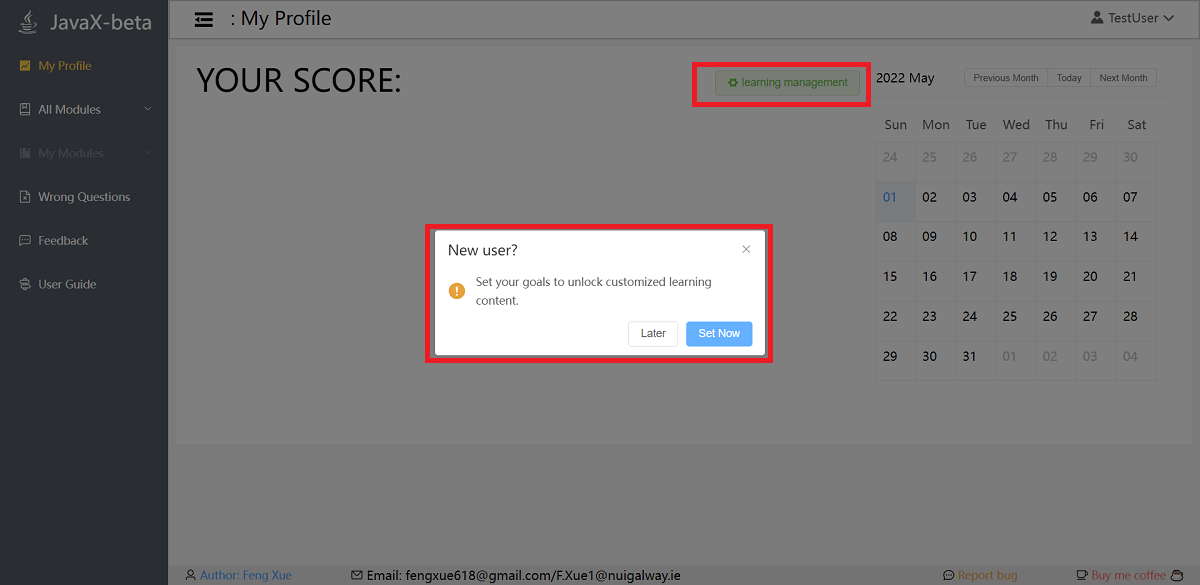 JavaX-beta
: My Profile
TestUser
My Profile
All Modules
My Modules
Wrong Questions
Feedback
User Guide
YOUR SCORE:
learning management
2022 May
Previous Month Today Next Month
Sun Mon Tue Wed Thu Fri Sat
24 25 26 27 28 29 30
01 02 03 04 05 06 07
08 09 10 11 12 13 14
15 16 17 18 19 20 21
22 23 24 25 26 27 28
29 30 31 01 02 03 04
New user?
Set your goals to unlock customized learning
content.
Later Set Now
Author: Feng Xue
Email: fengxue618@gmail.com/F.Xue1@nuigalway.ie
Report bug
Buy me coffee